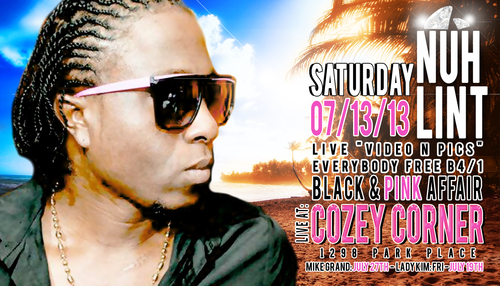 NUH
LINT
SATURDAY
07/13/13
LIVE "VIDEO N PICS"
EVERYBODY FREE B4/1
BLACK & PINK AFFAIR
LIVE AT:
COZEY CORNER
1298 PARK PLACE
MIKE GRAND: JULY 27TH - LADY KIM: FRI - JULY 19TH